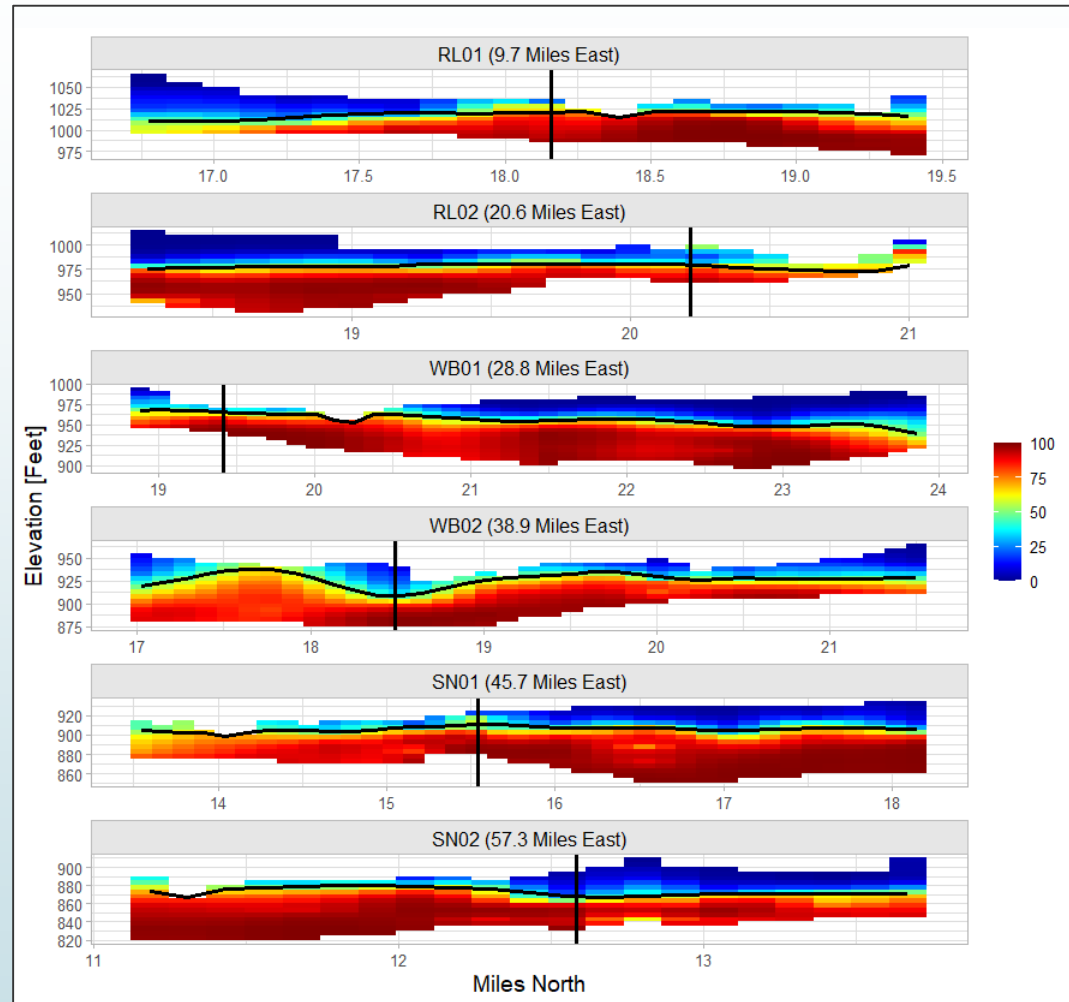 RL01 (9.7 Miles East)
1050
1025
1000
975
17.0 17.5 18.0 18.5 19.0 19.5
RL02 (20.6 Miles East)
1000
975
950
19 20 21
WB01 (28.8 Miles East)
1000
975
950
925
900
19 20 21 22 23 24
WB02 (38.9 Miles East)
950
925
900
875
17 18 19 20 21
SN01 (45.7 Miles East)
920
900
880
860
14 15 16 17 18
SN02 (57.3 Miles East)
900
880
860
840
820
11 12 13
Elevation [Feet]
Miles North
100
75
50
25
0